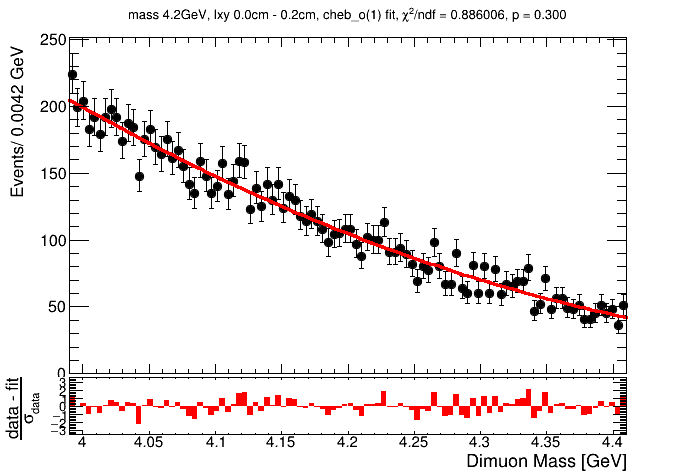 mass 4.2GeV, lxy 0.0cm - 0.2cm, cheb_o(1) fit, χ²/ndf = 0.886006, p = 0.300
Events/ 0.0042 GeV
250
200
150
100
50
0
data - fit
σdata
3
2
1
0
−1
−2
−3
4 4.05 4.1 4.15 4.2 4.25 4.3 4.35 4.4
Dimuon Mass [GeV]